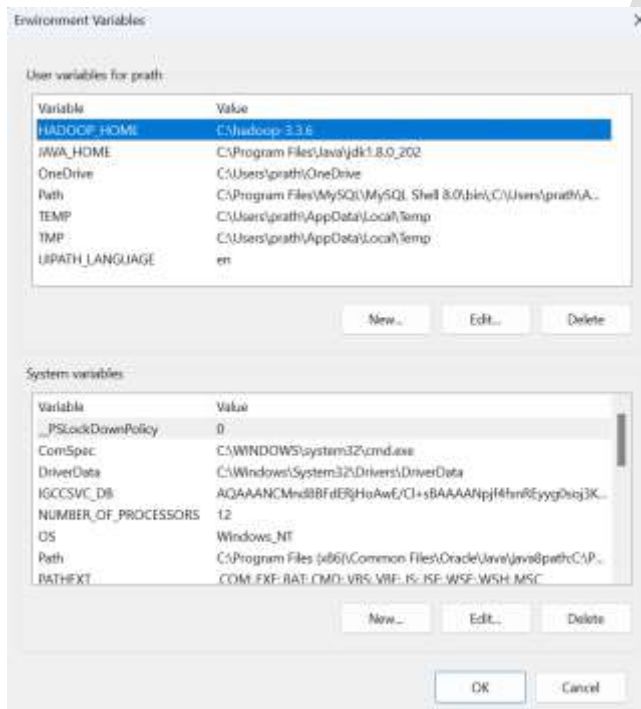 Environment Variables
User variables for prath
Variable Value
HADOOP_HOME C:\hadoop-3.3.6
JAVA_HOME C:\Program Files\Java\jdk1.8.0_202
OneDrive C:\Users\prath\OneDrive
Path C:\Program Files\MySQL\MySQL Shell 8.0\bin\;C:\Users\prath\A...
TEMP C:\Users\prath\AppData\Local\Temp
TMP C:\Users\prath\AppData\Local\Temp
UIPATH_LANGUAGE en
New... Edit... Delete
System variables
Variable Value
__PSLockDownPolicy 0
ComSpec C:\WINDOWS\system32\cmd.exe
DriverData C:\Windows\System32\Drivers\DriverData
IGCCSVC_DB
NUMBER_OF_PROCESSORS 12
OS Windows_NT
Path C:\Program Files (x86)\Common Files\Oracle\Java\java8path;C:\P...
PATHEXT .COM;.EXE;.BAT;.CMD;.VBS;.VBE;.JS;.JSE;.WSF;.WSH;.MSC
New... Edit... Delete
OK Cancel